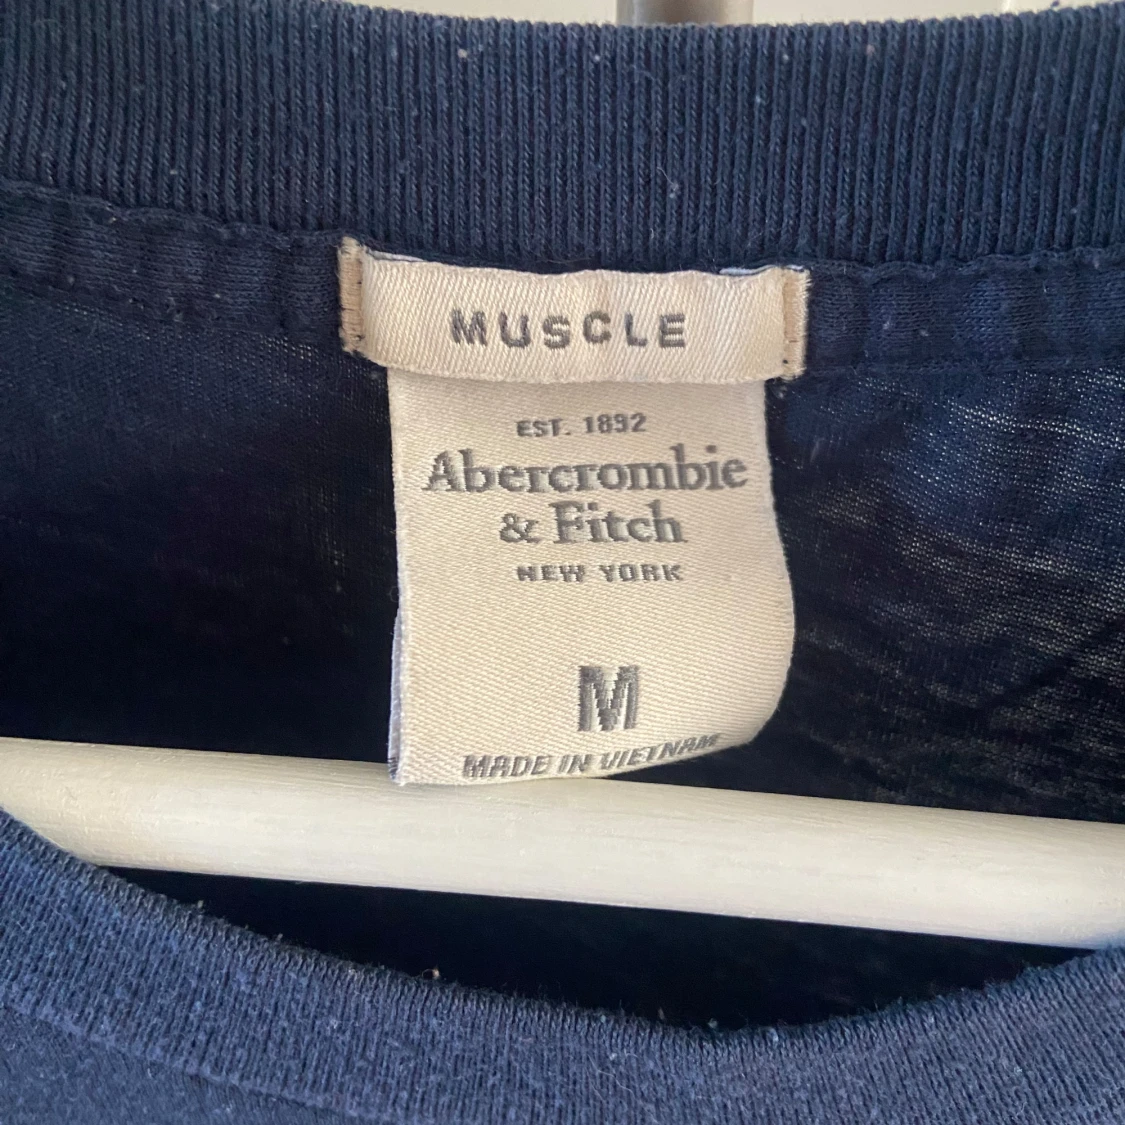 MUSCLE
EST. 1892
Abercrombie
& Fitch
NEW YORK
M
MADE IN VIETNAM